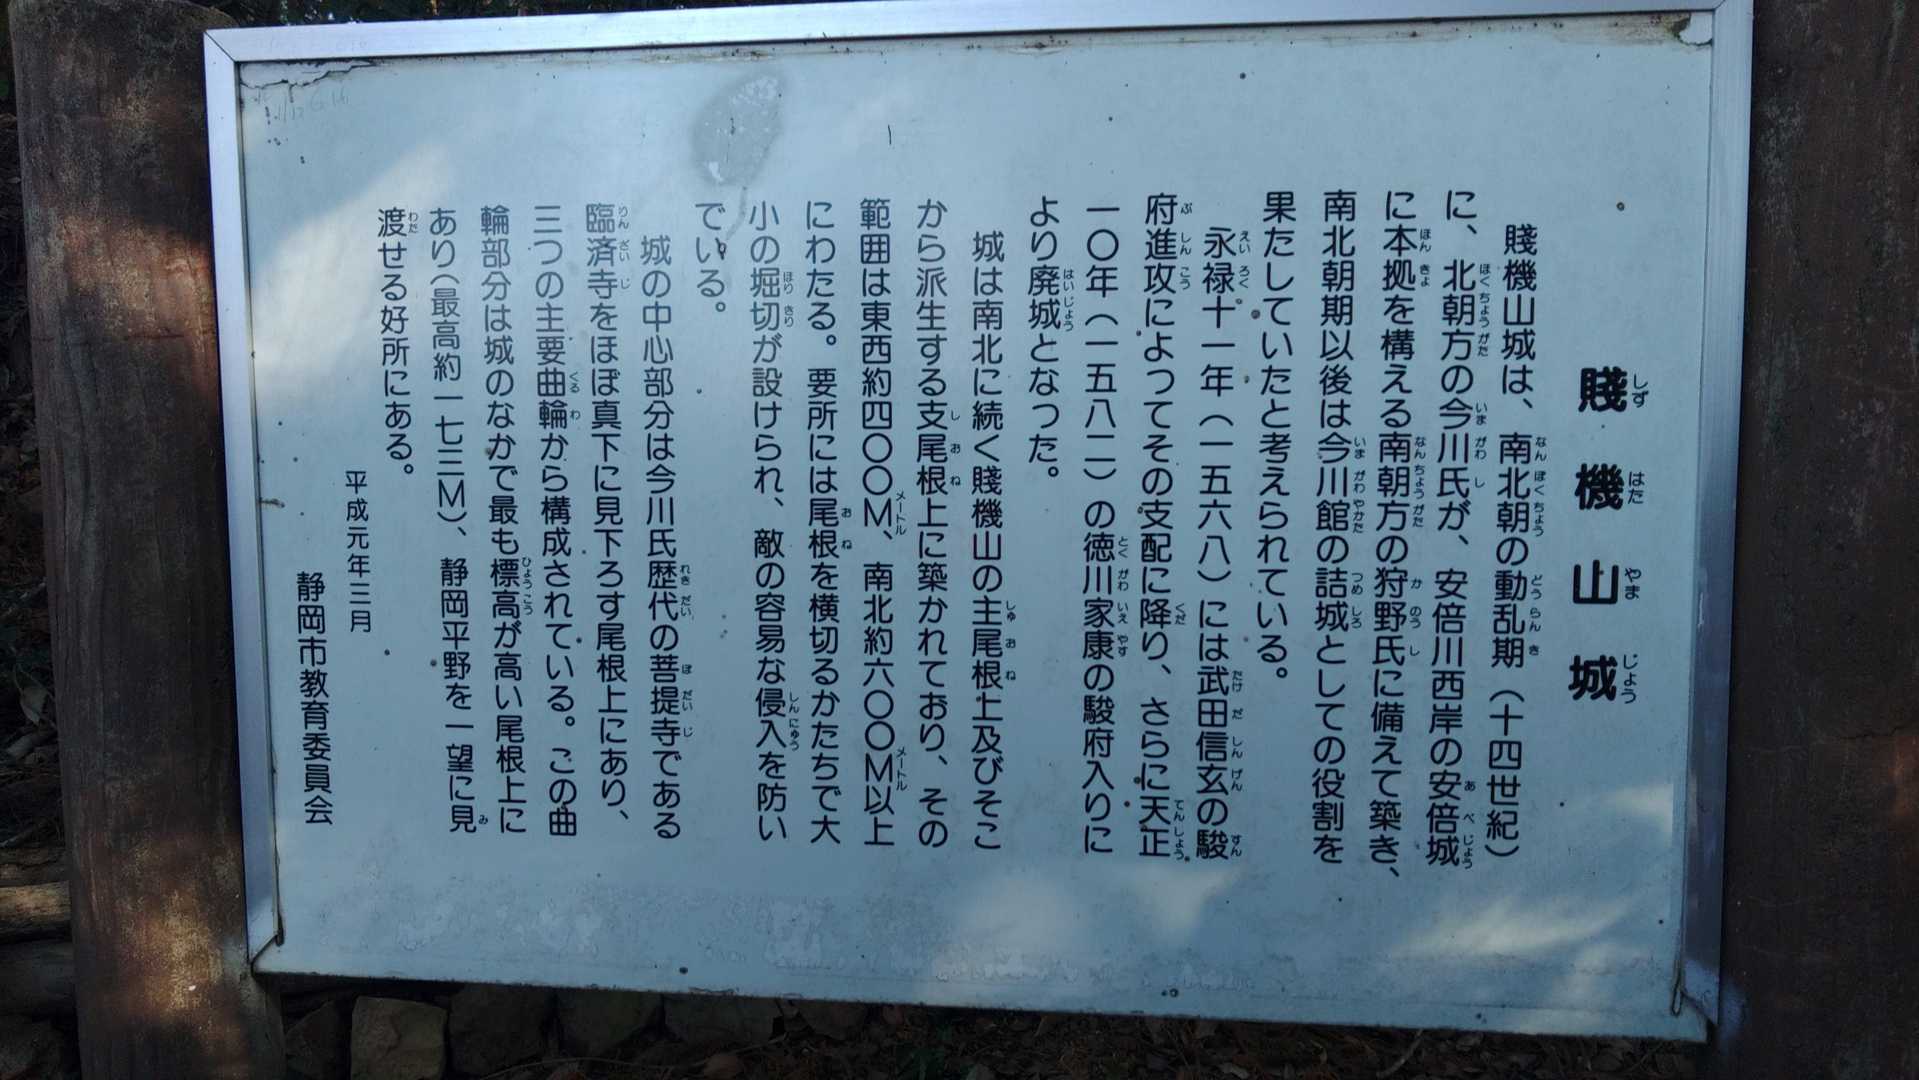 賤機山城
賤機山城は、南北朝の動乱期（十四世紀）
に、北朝方の今川氏が、安倍川西岸の安倍城
に本拠を構える南朝方の狩野氏に備えて築き、
南北朝期以後は今川館の詰城としての役割を
果たしていたと考えられている。
永禄十一年（一五六八）には武田信玄の駿
府進攻によってその支配に降り、さらに天正
一〇年（一五八二）の徳川家康の駿府入りに
より廃城となった。
城は南北に続く賤機山の主尾根上及びそこ
から派生する支尾根上に築かれており、その
範囲は東西約四〇〇M、南北約六〇〇M以上
にわたる。要所には尾根を横切るかたちで大
小の堀切が設けられ、敵の容易な侵入を防い
でいる。
城の中心部分は今川氏歴代の菩提寺である
臨済寺をほぼ真下に見下ろす尾根上にあり、
三つの主要曲輪から構成されている。この曲
輪部分は城のなかで最も標高が高い尾根上に
あり（最高約一七三M）、静岡平野を一望に見
渡せる好所にある。
平成元年三月
静岡市教育委員会